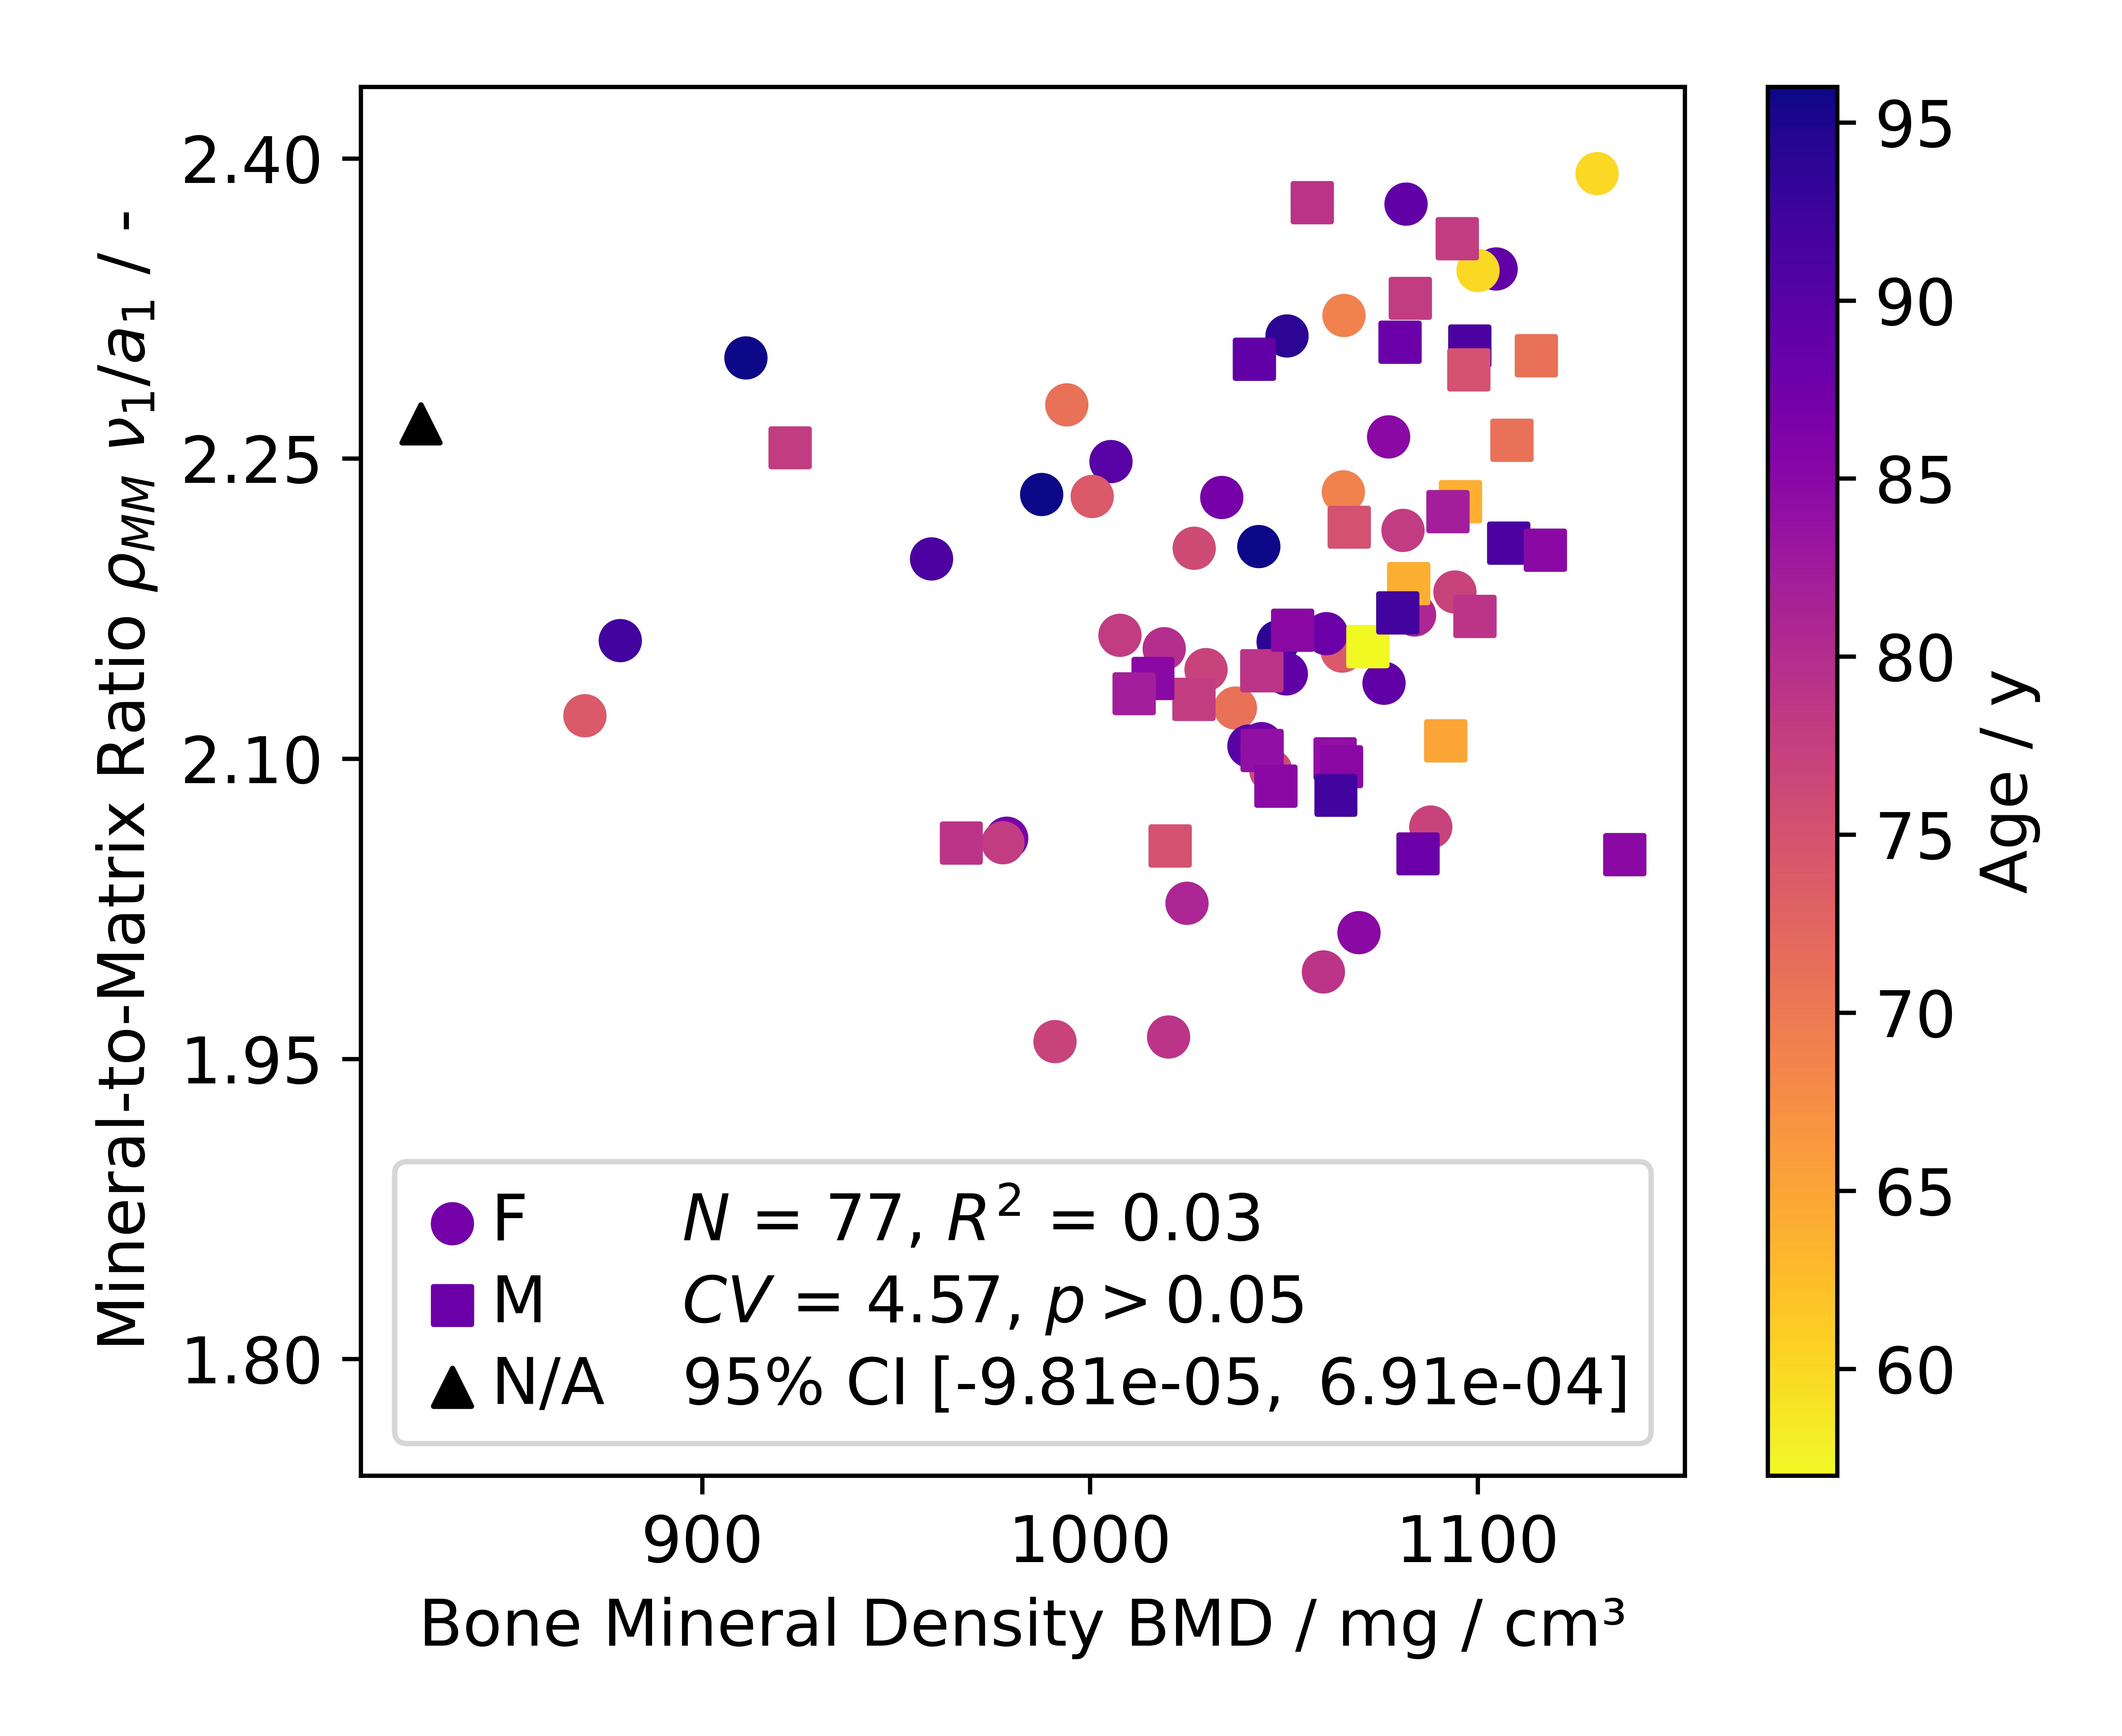 Mineral-to-Matrix Ratio ρMM ν1/a1 / -
2.40
2.25
2.10
1.95
1.80
F
M
N/A
N = 77, R² = 0.03
CV = 4.57, p > 0.05
95% CI [-9.81e-05, 6.91e-04]
900 1000 1100
Bone Mineral Density BMD / mg / cm³
95
90
85
80
75
70
65
60
Age / y